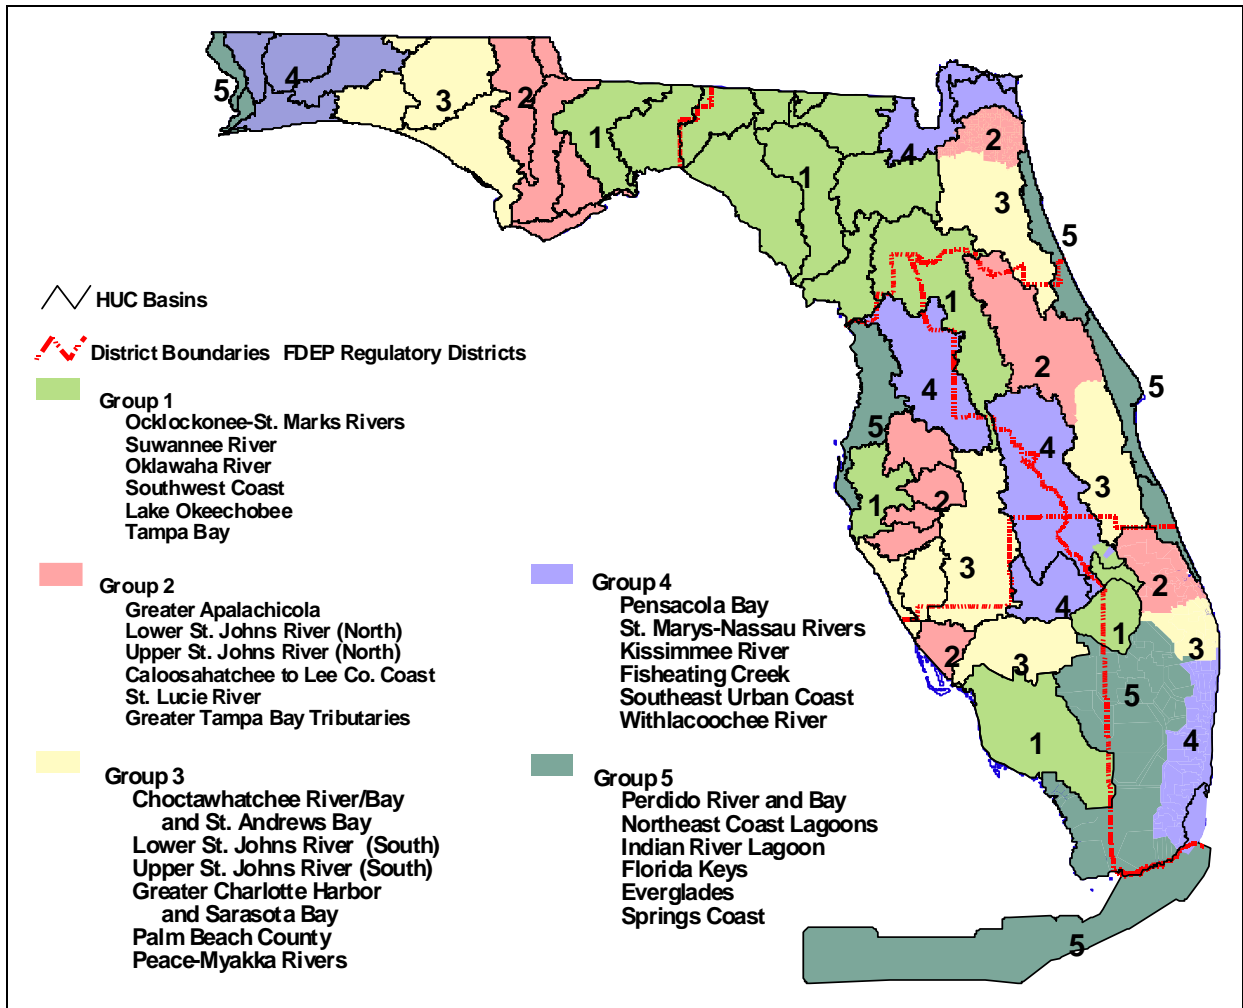 5
4
3
2
1
1
4
2
3
5
1
2
5
4
5
4
3
1
2
3
2
4
1
3
2
3
5
1
4
5
HUC Basins
District Boundaries FDEP Regulatory Districts
Group 1
Ocklockonee-St. Marks Rivers
Suwannee River
Oklawaha River
Southwest Coast
Lake Okeechobee
Tampa Bay
Group 2
Greater Apalachicola
Lower St. Johns River (North)
Upper St. Johns River (North)
Caloosahatchee to Lee Co. Coast
St. Lucie River
Greater Tampa Bay Tributaries
Group 3
Choctawhatchee River/Bay
and St. Andrews Bay
Lower St. Johns River (South)
Upper St. Johns River (South)
Greater Charlotte Harbor
and Sarasota Bay
Palm Beach County
Peace-Myakka Rivers
Group 4
Pensacola Bay
St. Marys-Nassau Rivers
Kissimmee River
Fisheating Creek
Southeast Urban Coast
Withlacoochee River
Group 5
Perdido River and Bay
Northeast Coast Lagoons
Indian River Lagoon
Florida Keys
Everglades
Springs Coast